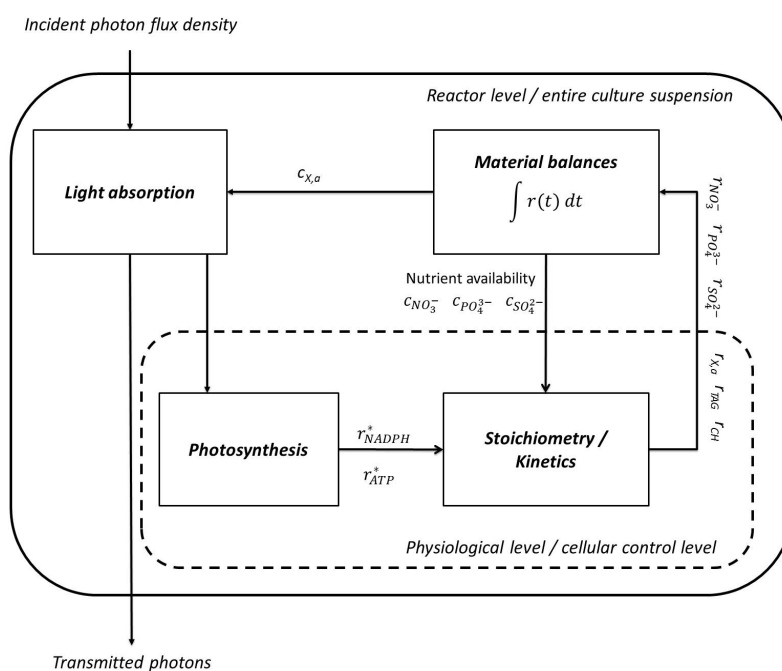 Incident photon flux density
Reactor level / entire culture suspension
Light absorption
c_{X,a}
Material balances
∫ r(t) dt
r_{NO_3^-} r_{PO_4^{3-}} r_{SO_4^{2-}}
Nutrient availability
c_{NO_3^-} c_{PO_4^{3-}} c_{SO_4^{2-}}
r_{X,a} r_{TAG} r_{CH}
Photosynthesis
r^*_{NADPH}
r^*_{ATP}
Stoichiometry /
Kinetics
Physiological level / cellular control level
Transmitted photons